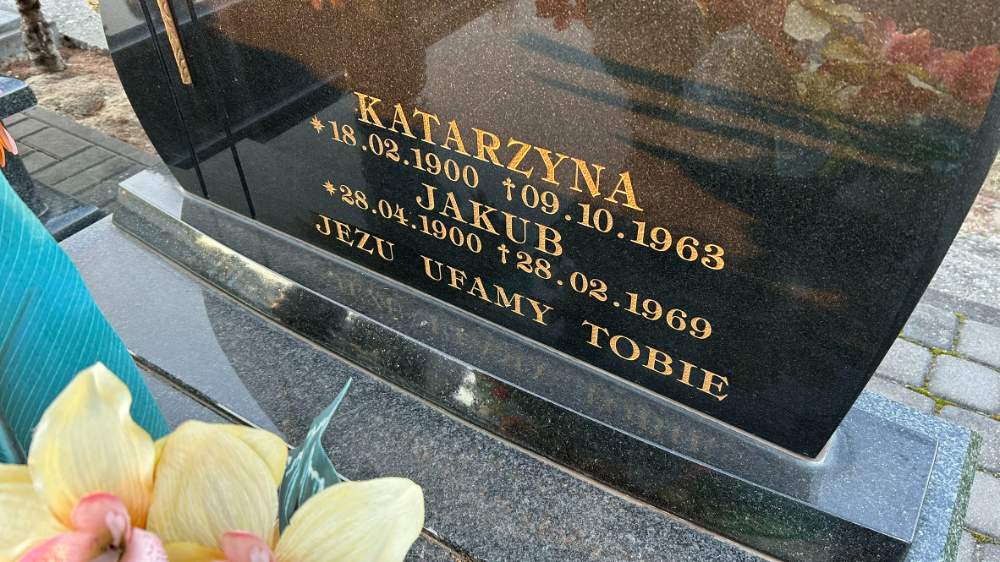 KATARZYNA
*18.02.1900 †09.10.1963
JAKUB
*28.04.1900 †28.02.1969
JEZU UFAMY TOBIE